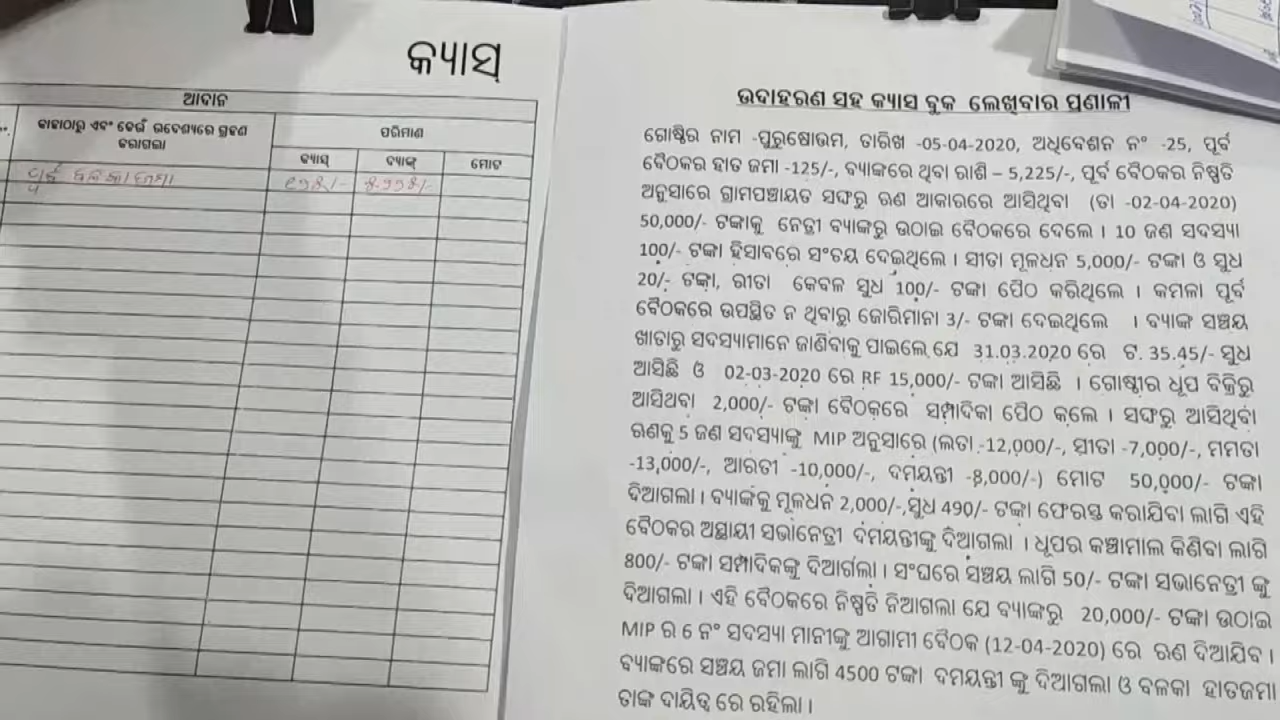 କ୍ୟାସ୍
ଆଦାନ
କାହାଠାରୁ ଏବଂ କେଉଁ ଉଦେଶ୍ୟରେ ଗ୍ରହଣ
କରାଗଲା
ପରିମାଣ
କ୍ୟାସ୍ ବ୍ୟାଙ୍କ୍ ମୋଟ
ପୂର୍ବ ବଳକା ଜମା ୧୨୫/- ୫,୨୨୫/-
ଉଦାହରଣ ସହ କ୍ୟାସ ବୁକ ଲେଖିବାର ପ୍ରଣାଳୀ
ଗୋଷ୍ଠିର ନାମ -ପୁରୁଷୋତ୍ତମ, ତାରିଖ -05-04-2020, ଅଧିବେଶନ ନଂ -25, ପୂର୍ବ
ବୈଠକର ହାତ ଜମା -125/-, ବ୍ୟାଙ୍କରେ ଥିବା ରାଶି – 5,225/-, ପୂର୍ବ ବୈଠକର ନିଷ୍ପତି
ଅନୁସାରେ ଗ୍ରାମପଞ୍ଚାୟତ ସଙ୍ଘରୁ ଋଣ ଆକାରରେ ଆସିଥିବା (ତା -02-04-2020)
50,000/- ଟଙ୍କାକୁ ନେତ୍ରୀ ବ୍ୟାଙ୍କରୁ ଉଠାଇ ବୈଠକରେ ଦେଲେ । 10 ଜଣ ସଦସ୍ୟା
100/- ଟଙ୍କା ହିସାବରେ ସଂଚୟ ଦେଇଥିଲେ । ସୀତା ମୂଳଧନ 5,000/- ଟଙ୍କା ଓ ସୁଧ
20/- ଟଙ୍କା, ରୀତା କେବଳ ସୁଧ 100/- ଟଙ୍କା ପୈଠ କରିଥିଲେ । କମଳା ପୂର୍ବ
ବୈଠକରେ ଉପସ୍ଥିତ ନ ଥିବାରୁ ଜୋରିମାନା 3/- ଟଙ୍କା ଦେଇଥିଲେ । ବ୍ୟାଙ୍କ ସଞ୍ଚୟ
ଖାତାରୁ ସଦସ୍ୟାମାନେ ଜାଣିବାକୁ ପାଇଲେ ଯେ 31.03.2020 ରେ ଟ. 35.45/- ସୁଧ
ଆସିଛି ଓ 02-03-2020 ରେ RF 15,000/- ଟଙ୍କା ଆସିଛି । ଗୋଷ୍ଠୀର ଧୂପ ବିକ୍ରିରୁ
ଆସିଥବା 2,000/- ଟଙ୍କା ବୈଠକରେ ସମ୍ପାଦିକା ପୈଠ କଲେ । ସଙ୍ଘରୁ ଆସିଥିବା
ଋଣକୁ 5 ଜଣ ସଦସ୍ୟାଙ୍କୁ MIP ଅନୁସାରେ (ଲତା -12,000/-, ସୀତା -7,000/-, ମମତା
-13,000/-, ଆରତୀ -10,000/-, ଦମୟନ୍ତୀ -8,000/-) ମୋଟ 50,000/- ଟଙ୍କା
ଦିଆଗଲା । ବ୍ୟାଙ୍କକୁ ମୂଳଧନ 2,000/-,ସୁଧ 490/- ଟଙ୍କା ଫେରସ୍ତ କରାଯିବା ଲାଗି ଏହି
ବୈଠକର ଅସ୍ଥାୟୀ ସଭାନେତ୍ରୀ ଦମୟନ୍ତୀଙ୍କୁ ଦିଆଗଲା । ଧୂପର କଞ୍ଚାମାଲ କିଣିବା ଲାଗି
800/- ଟଙ୍କା ସମ୍ପାଦିକଙ୍କୁ ଦିଆଗଲା । ସଂଘରେ ସଞ୍ଚୟ ଲାଗି 50/- ଟଙ୍କା ସଭାନେତ୍ରୀ ଙ୍କୁ
ଦିଆଗଲା । ଏହି ବୈଠକରେ ନିଷ୍ପତି ନିଆଗଲା ଯେ ବ୍ୟାଙ୍କରୁ 20,000/- ଟଙ୍କା ଉଠାଇ
MIP ର 6 ନଂ ସଦସ୍ୟା ମାନୀଙ୍କୁ ଆଗାମୀ ବୈଠକ (12-04-2020) ରେ ଋଣ ଦିଆଯିବ ।
ବ୍ୟାଙ୍କରେ ସଞ୍ଚୟ ଜମା ଲାଗି 4500 ଟଙ୍କା ଦମୟନ୍ତୀ ଙ୍କୁ ଦିଆଗଲା ଓ ବଳକା ହାତଜମା
ତାଙ୍କ ଦାୟିତ୍ୱ ରେ ରହିଲା ।